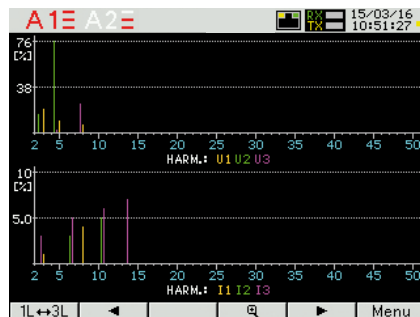 A1Ξ A2Ξ RX TX 15/03/16 10:51:27
76
[%]
38
2 5 10 15 20 25 30 35 40 45 50
HARM.: U1 U2 U3
10
[%]
5.0
2 5 10 15 20 25 30 35 40 45 50
HARM.: I1 I2 I3
1L↔3L ◄ ► Menu